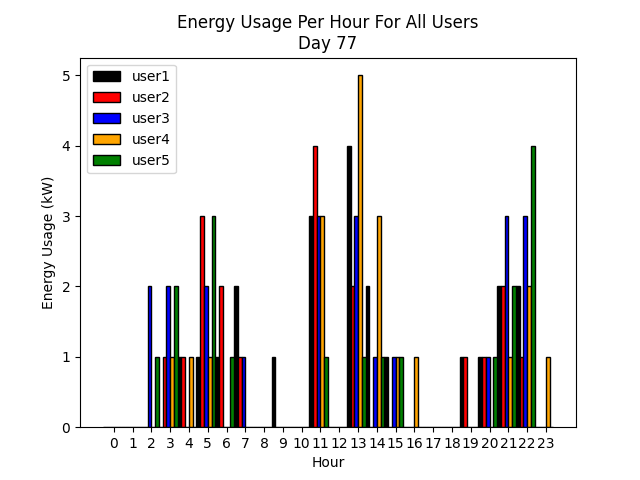 Energy Usage Per Hour For All Users
Day 77
user1
user2
user3
user4
user5
Energy Usage (kW)
5
4
3
2
1
0
0 1 2 3 4 5 6 7 8 9 10 11 12 13 14 15 16 17 18 19 20 21 22 23
Hour